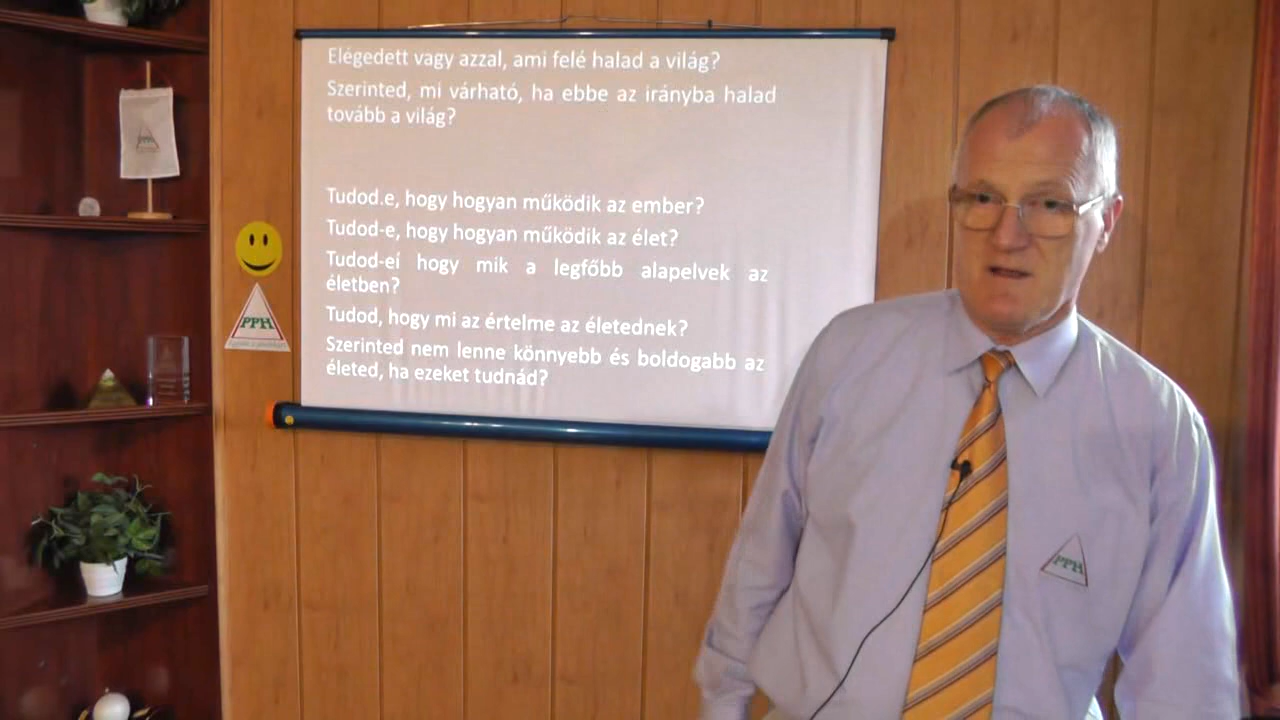 Elégedett vagy azzal, ami felé halad a világ?
Szerinted, mi várható, ha ebbe az irányba halad
tovább a világ?
Tudod.e, hogy hogyan működik az ember?
Tudod-e, hogy hogyan működik az élet?
Tudod-eí hogy mik a legfőbb alapelvek az
életben?
Tudod, hogy mi az értelme az életednek?
Szerinted nem lenne könnyebb és boldogabb az
életed, ha ezeket tudnád?
PPH
PPH
PPH